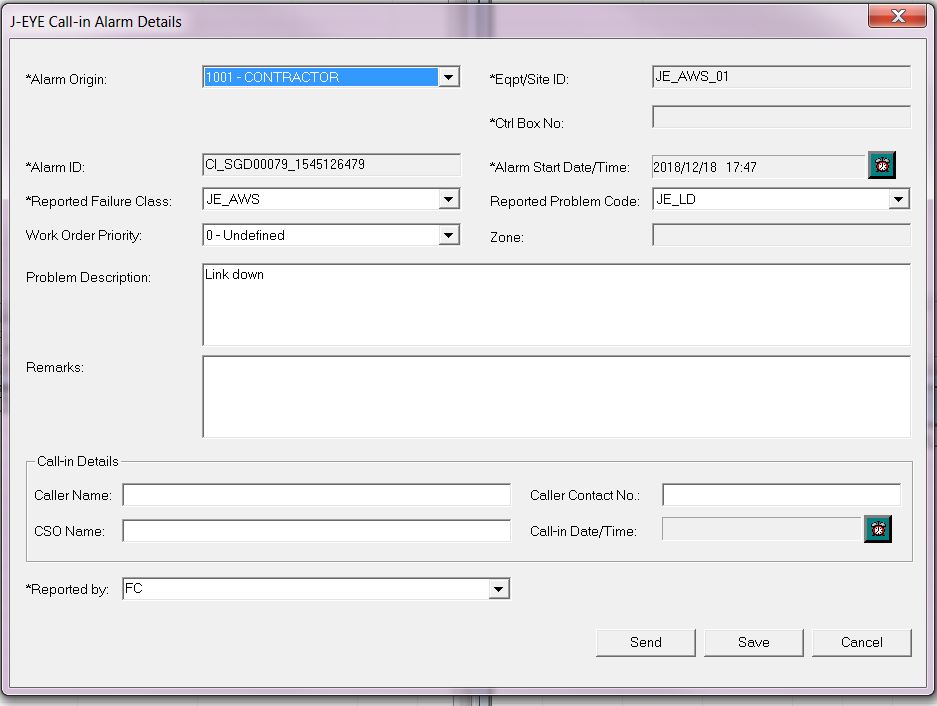 J-EYE Call-in Alarm Details
*Alarm Origin: 1001 - CONTRACTOR *Eqpt/Site ID: JE_AWS_01
*Ctrl Box No:
*Alarm ID: CI_SGD00079_1545126479 *Alarm Start Date/Time: 2018/12/18 17:47
*Reported Failure Class: JE_AWS Reported Problem Code: JE_LD
Work Order Priority: 0 - Undefined Zone:
Problem Description: Link down
Remarks:
Call-in Details
Caller Name: Caller Contact No.:
CSO Name: Call-in Date/Time:
*Reported by: FC
Send Save Cancel